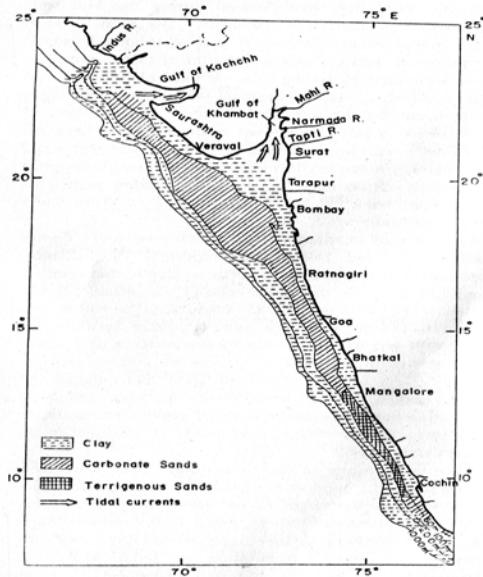 70° 75° E
25° 25° N
Indus R.
Gulf of Kachchh
Mahi R.
Gulf of Khambat
Narmada R.
Saurashtra
Tapti R.
Veraval
Surat
20° 20°
Tarapur
Bombay
Ratnagiri
15° Goa 15°
Bhatkal
Mangalore
Clay
Carbonate Sands
Terrigenous Sands
10° Cochin 10°
Tidal currents
70° 75°